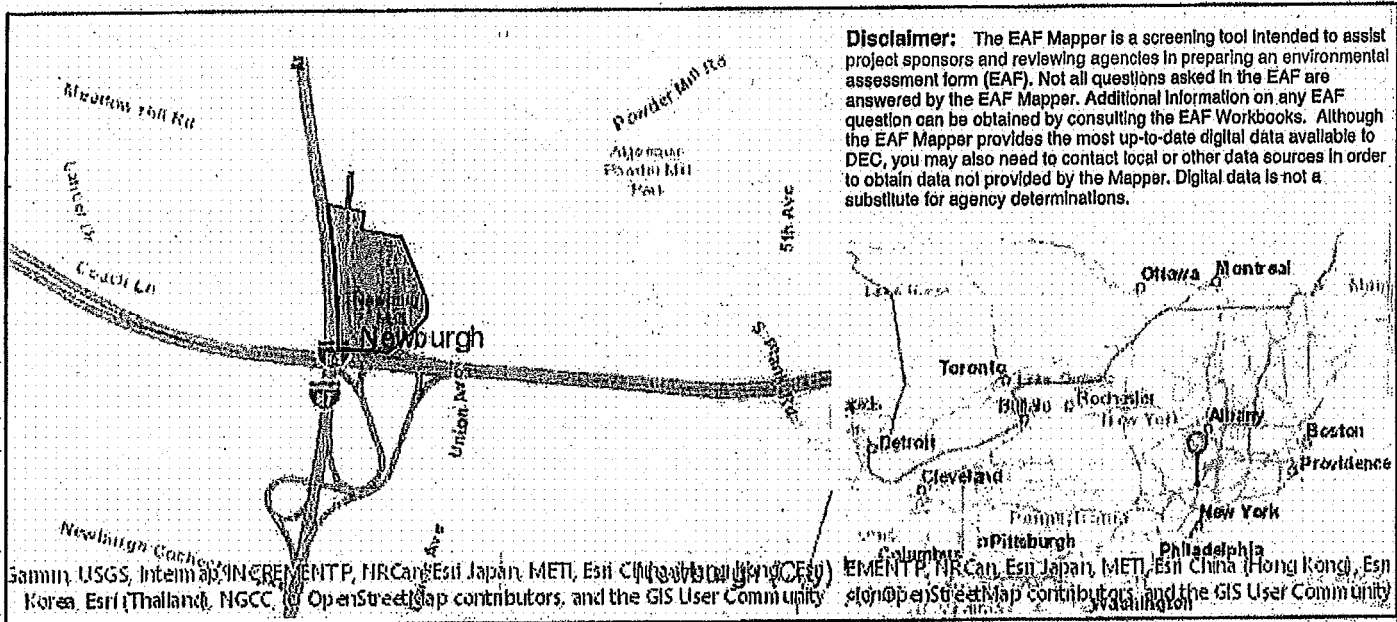 Disclaimer: The EAF Mapper is a screening tool intended to assist
project sponsors and reviewing agencies in preparing an environmental
assessment form (EAF). Not all questions asked in the EAF are
answered by the EAF Mapper. Additional information on any EAF
question can be obtained by consulting the EAF Workbooks. Although
the EAF Mapper provides the most up-to-date digital data available to
DEC, you may also need to contact local or other data sources in order
to obtain data not provided by the Mapper. Digital data is not a
substitute for agency determinations.
Powder Mill Rd
5th Ave
Coach Ln
Newburgh
Union Ave
Ave
Ottawa
Montreal
Toronto
Buffalo
Rochester
(New York)
Albany
Detroit
Boston
Providence
Cleveland
New York
Pittsburgh
Columbus
Philadelphia
Washington
Garmin, USGS, Intermap, INCREMENT P, NRCan, Esri Japan, METI, Esri
Korea, Esri (Thailand), NGCC, OpenStreetMap contributors, and the GIS User Community
EMENT P, NRCan, Esri Japan, METI, Esri China (Hong Kong), Esri
OpenStreetMap contributors, and the GIS User Community